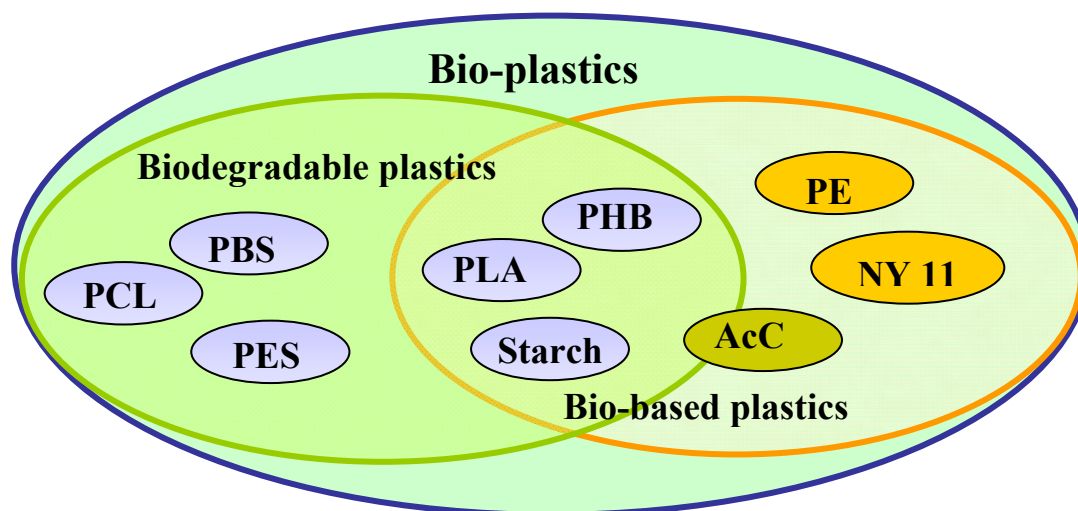 Bio-plastics
Biodegradable plastics
PE
PHB
PBS
PLA
NY 11
PCL
AcC
Starch
PES
Bio-based plastics